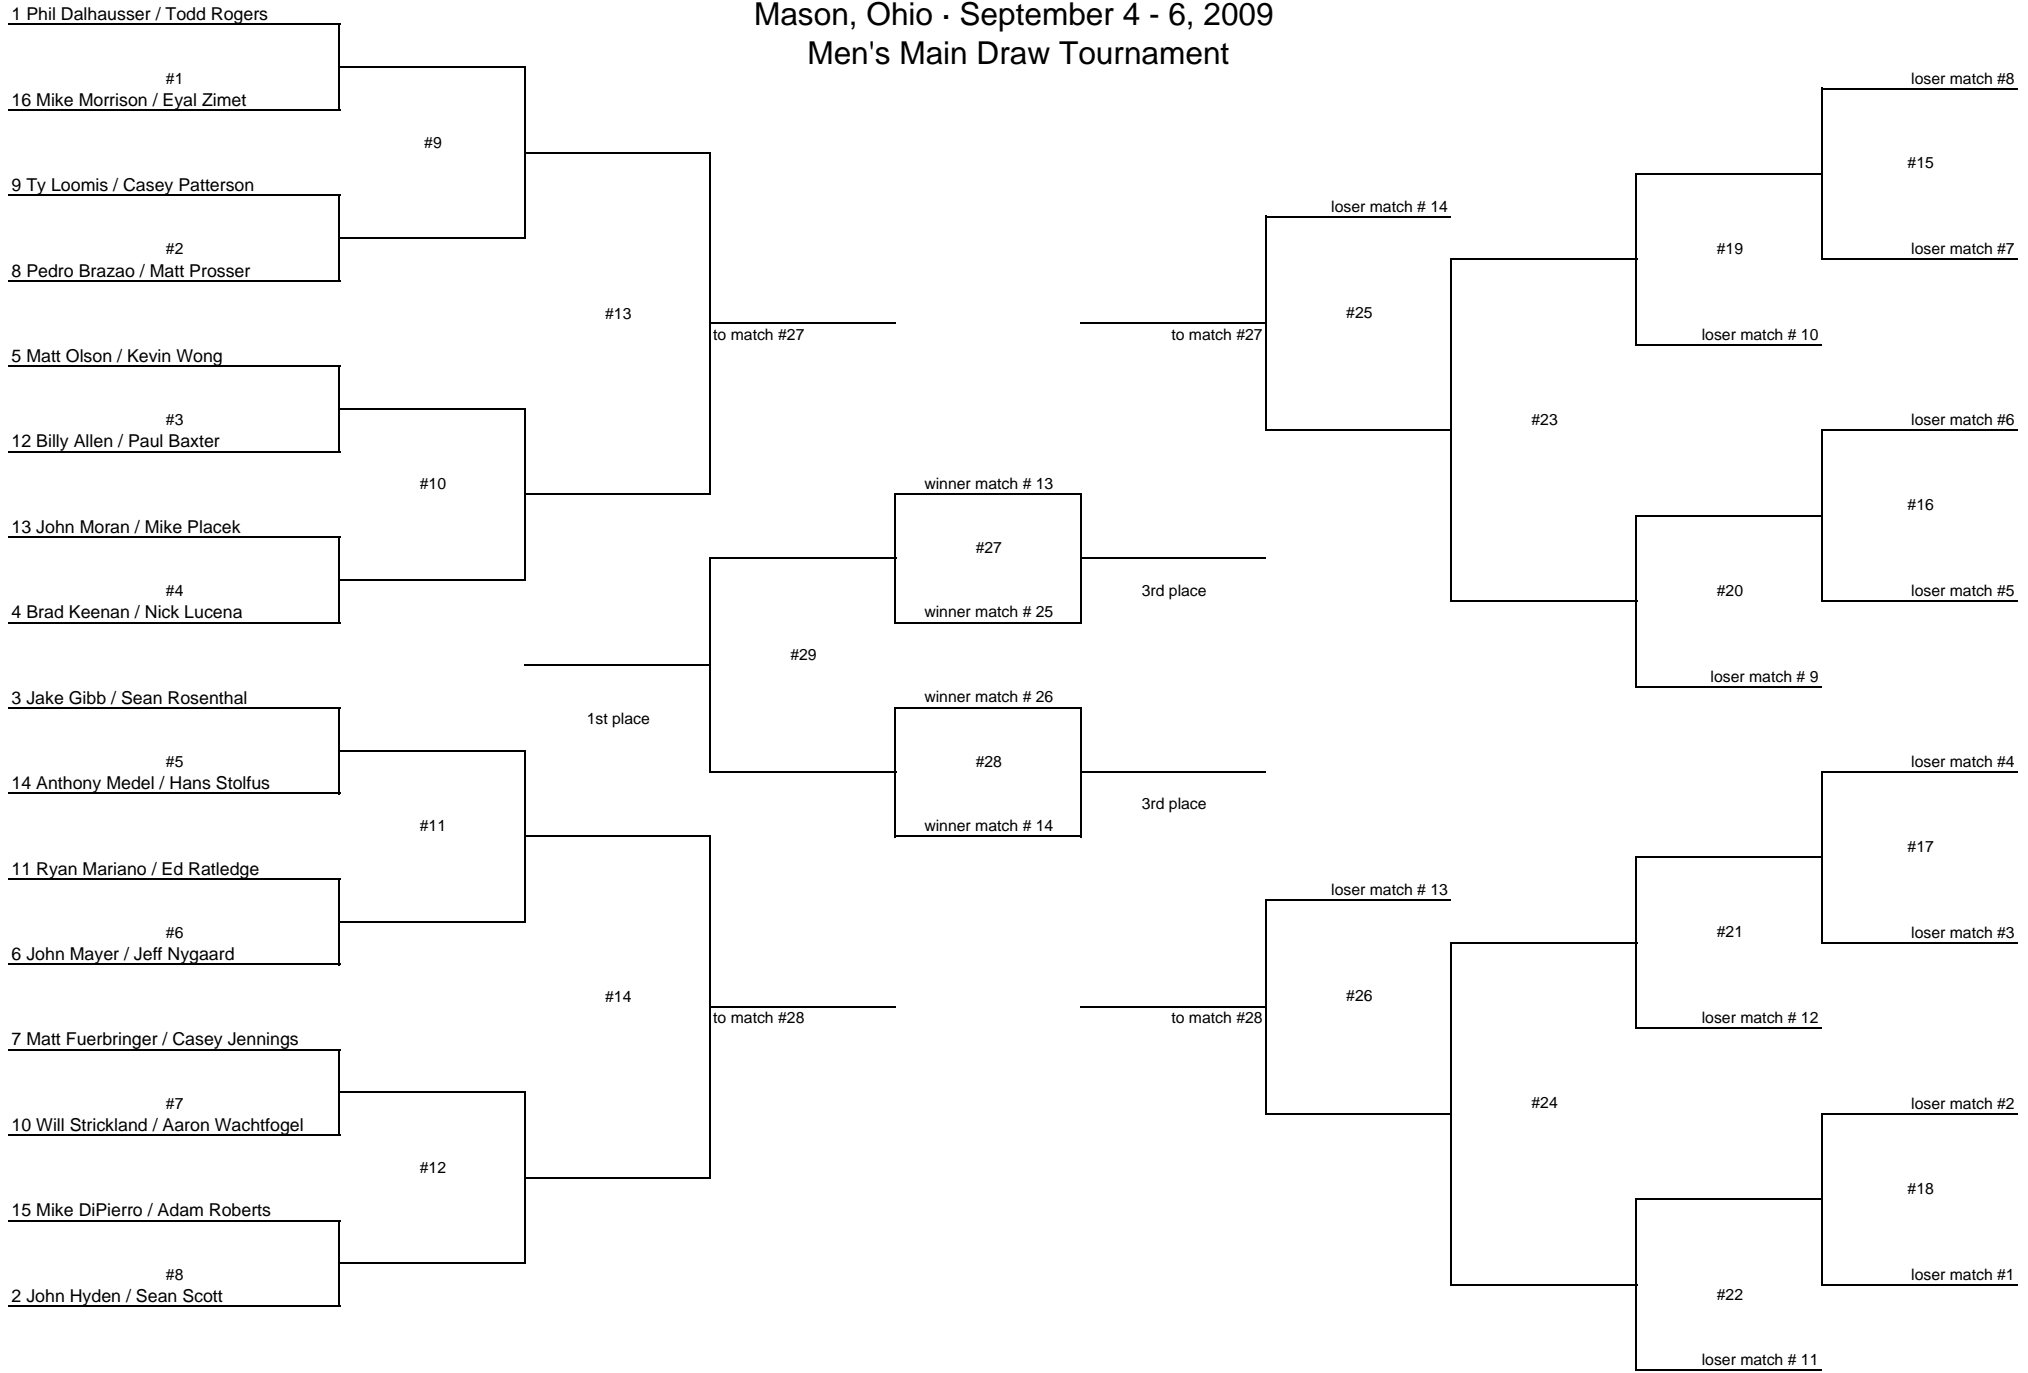 Mason, Ohio · September 4 - 6, 2009
Men's Main Draw Tournament
1 Phil Dalhausser / Todd Rogers
#1
16 Mike Morrison / Eyal Zimet
#9
9 Ty Loomis / Casey Patterson
#2
8 Pedro Brazao / Matt Prosser
#13
to match #27
5 Matt Olson / Kevin Wong
#3
12 Billy Allen / Paul Baxter
#10
13 John Moran / Mike Placek
#4
4 Brad Keenan / Nick Lucena
3 Jake Gibb / Sean Rosenthal
#5
14 Anthony Medel / Hans Stolfus
#11
11 Ryan Mariano / Ed Ratledge
#6
6 John Mayer / Jeff Nygaard
#14
to match #28
7 Matt Fuerbringer / Casey Jennings
#7
10 Will Strickland / Aaron Wachtfogel
#12
15 Mike DiPierro / Adam Roberts
#8
2 John Hyden / Sean Scott
winner match # 13
#27
winner match # 25
3rd place
#29
1st place
winner match # 26
#28
winner match # 14
3rd place
loser match #8
#15
loser match #7
loser match # 14
#19
#25
to match #27
loser match # 10
#23
loser match #6
#16
loser match #5
#20
loser match # 9
loser match #4
#17
loser match #3
loser match # 13
#21
#26
to match #28
loser match # 12
#24
loser match #2
#18
loser match #1
#22
loser match # 11